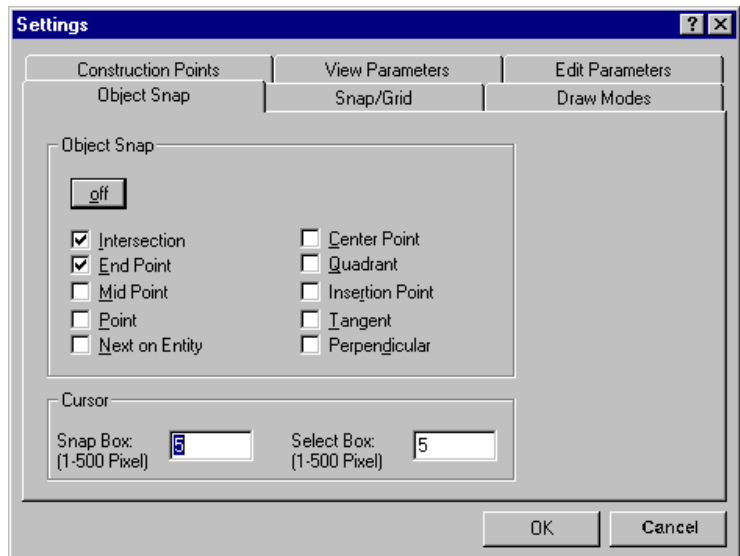 Settings
Construction Points View Parameters Edit Parameters
Object Snap Snap/Grid Draw Modes
Object Snap
off
Intersection Center Point
End Point Quadrant
Mid Point Insertion Point
Point Tangent
Next on Entity Perpendicular
Cursor
Snap Box: 5 Select Box: 5
(1-500 Pixel) (1-500 Pixel)
OK Cancel